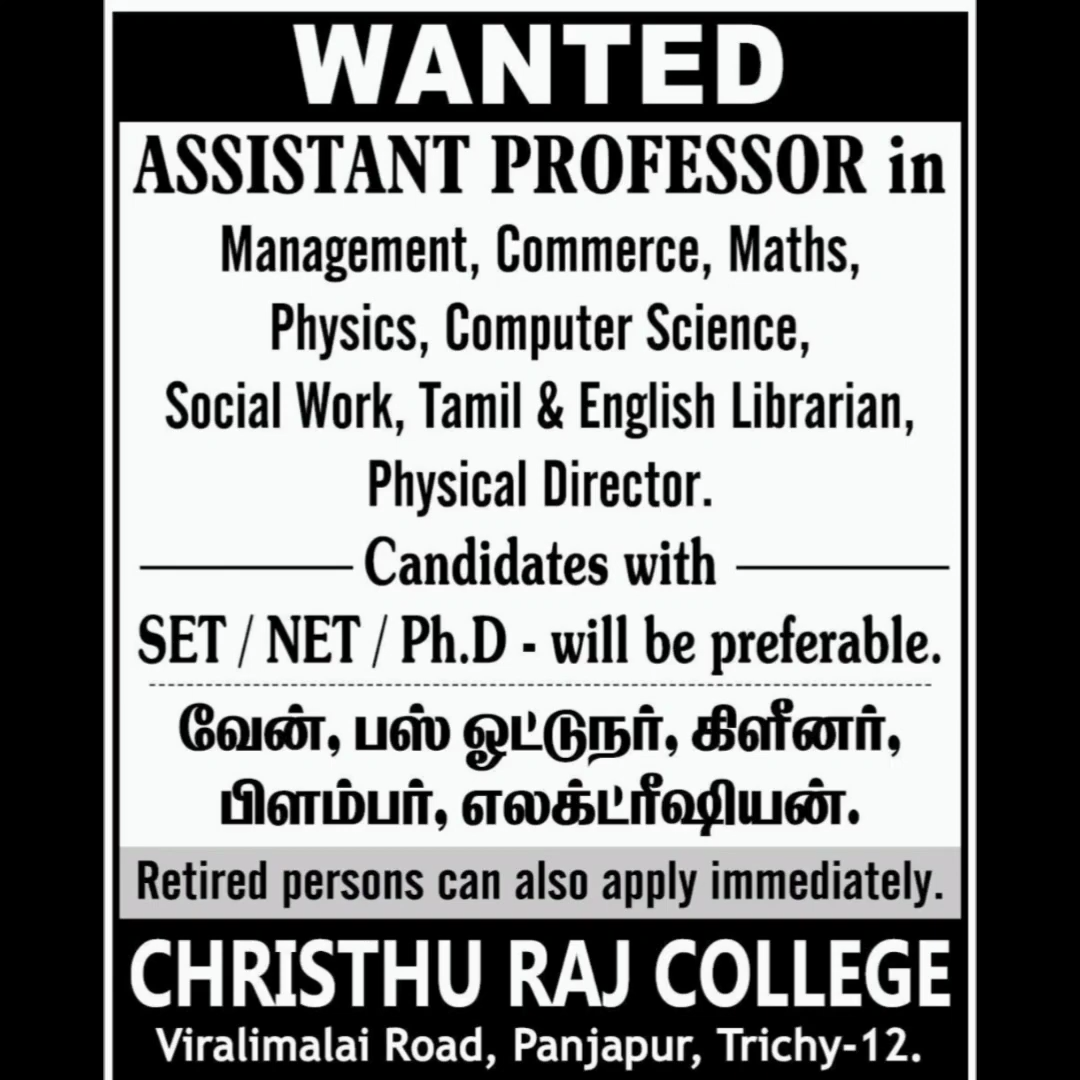 WANTED
ASSISTANT PROFESSOR in
Management, Commerce, Maths,
Physics, Computer Science,
Social Work, Tamil & English Librarian,
Physical Director.
Candidates with
SET / NET / Ph.D - will be preferable.
வேன், பஸ் ஓட்டுநர், கிளீனர்,
பிளம்பர், எலக்ட்ரீஷியன்.
Retired persons can also apply immediately.
CHRISTHU RAJ COLLEGE
Viralimalai Road, Panjapur, Trichy-12.